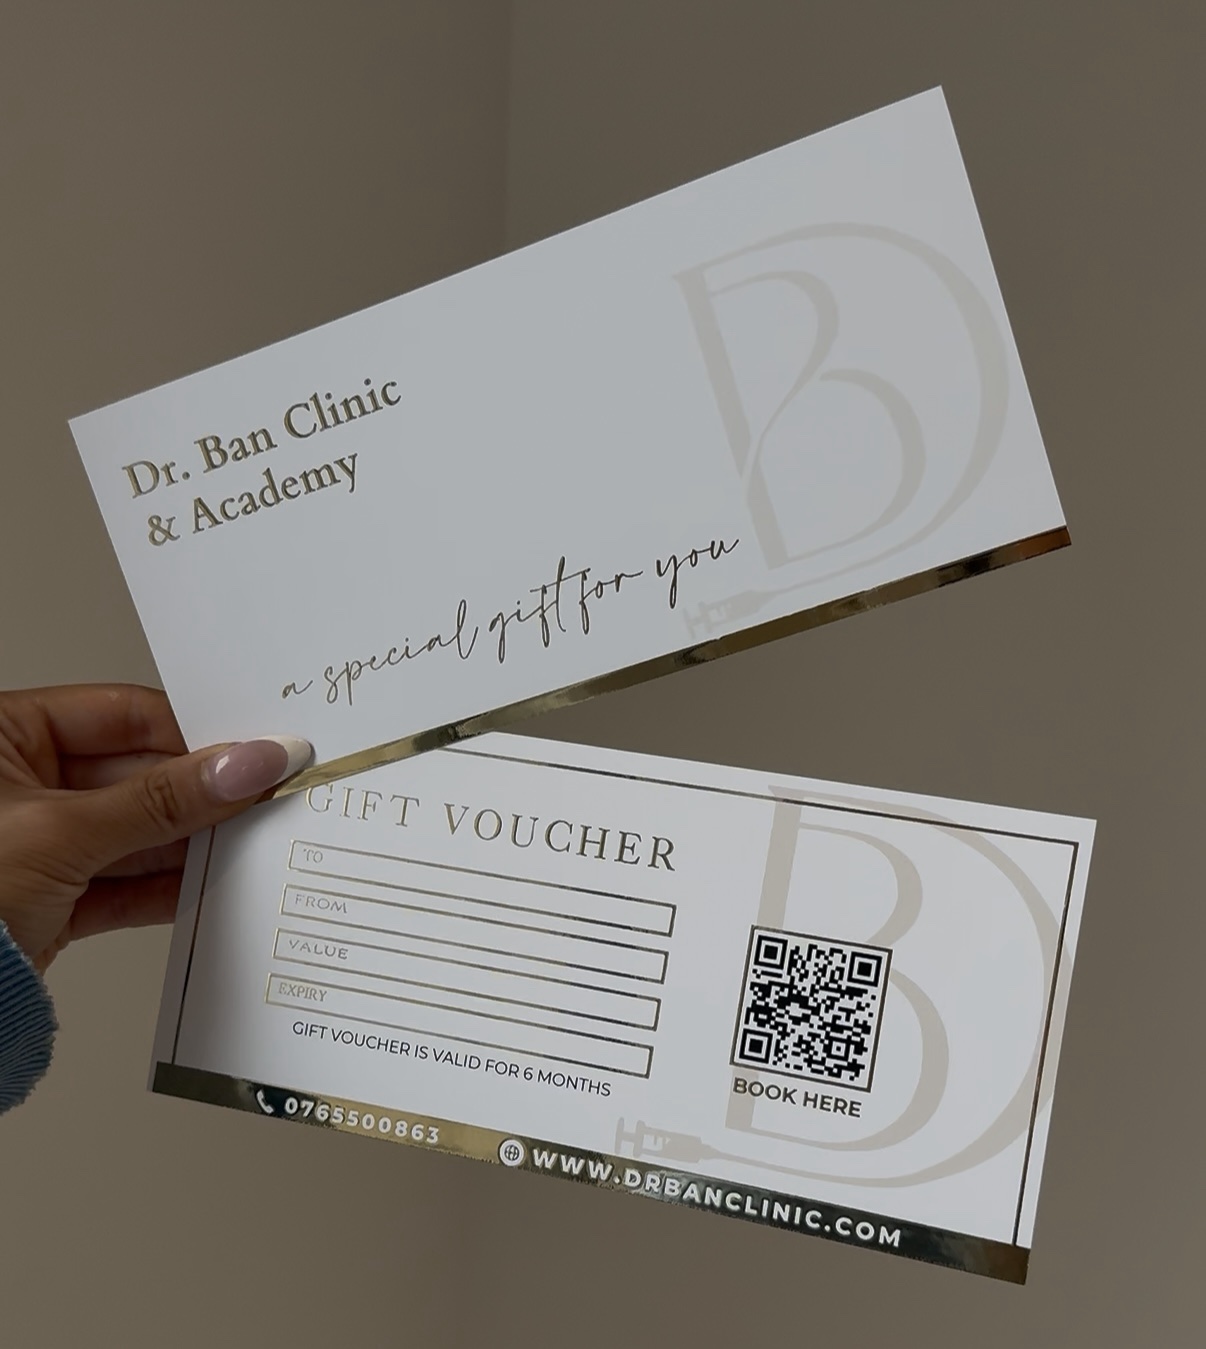 Dr. Ban Clinic
& Academy
a special gift for you
GIFT VOUCHER
TO
FROM
VALUE
EXPIRY
GIFT VOUCHER IS VALID FOR 6 MONTHS
BOOK HERE
0765500863
WWW.DRBANCLINIC.COM